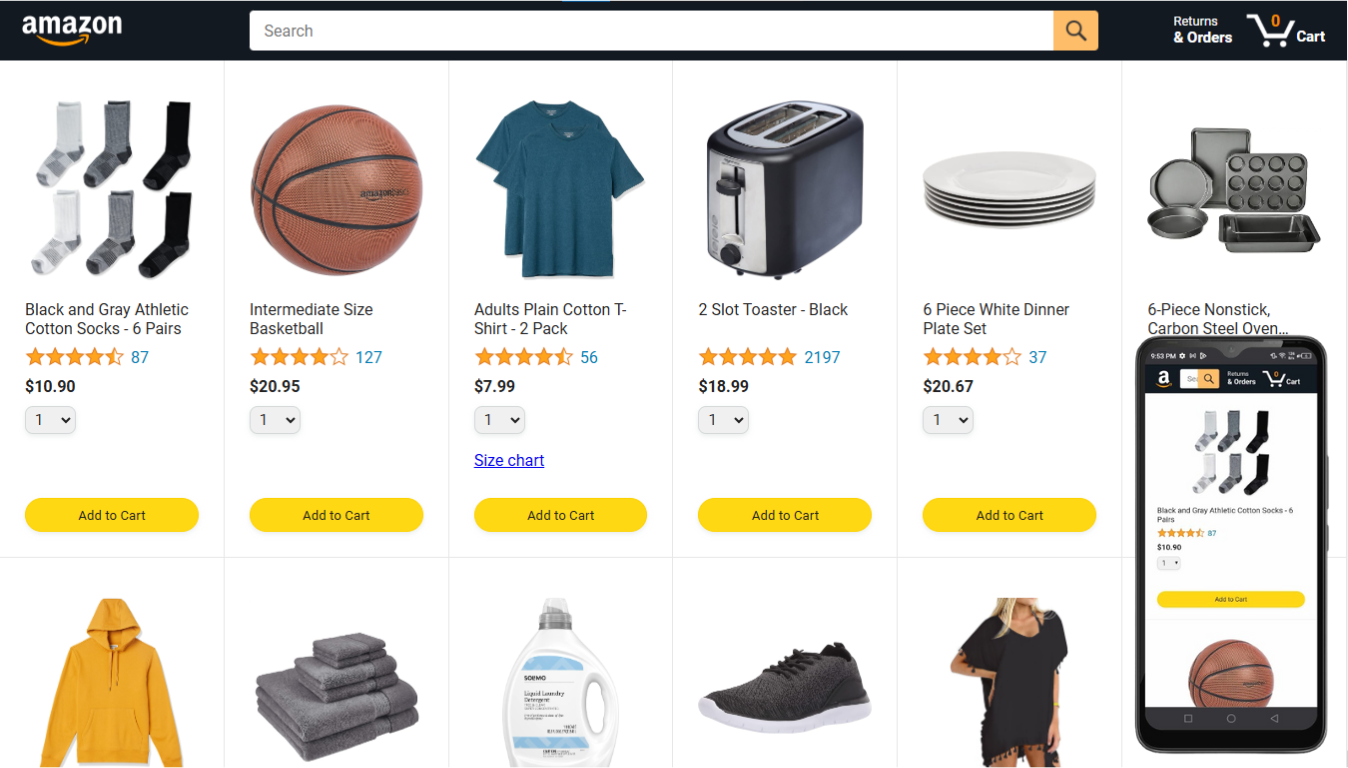 amazon
Search
Returns
& Orders
0
Cart
amazon
Black and Gray Athletic
Cotton Socks - 6 Pairs
87
$10.90
1
Add to Cart
Intermediate Size
Basketball
127
$20.95
1
Add to Cart
Adults Plain Cotton T-
Shirt - 2 Pack
56
$7.99
1
Size chart
Add to Cart
2 Slot Toaster - Black
2197
$18.99
1
Add to Cart
6 Piece White Dinner
Plate Set
37
$20.67
1
Add to Cart
6-Piece Nonstick,
Carbon Steel Oven...
9:53 PM
a
Returns
& Orders
0
Cart
Black and Gray Athletic Cotton Socks - 6
Pairs
87
$10.90
1
Add to Cart
SOLIMO
Liquid Laundry
Detergent